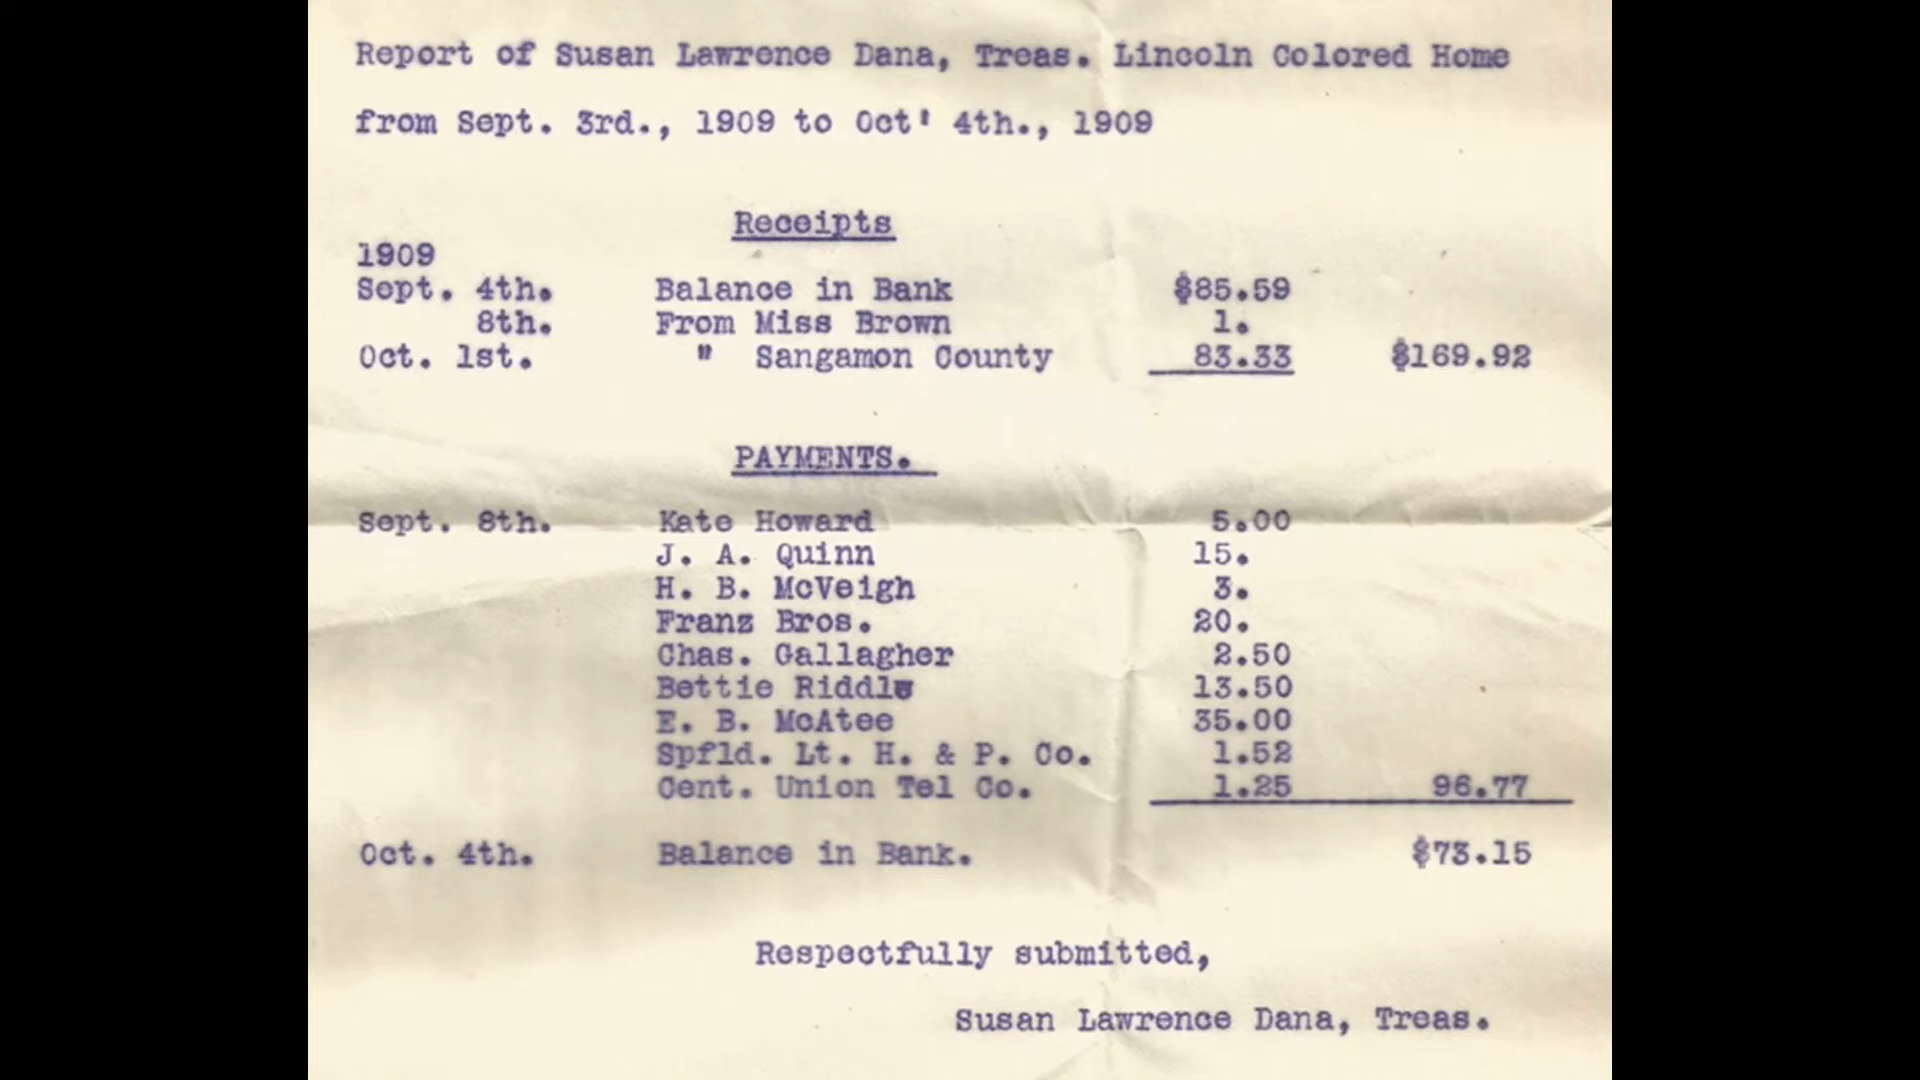 Report of Susan Lawrence Dana, Treas. Lincoln Colored Home
from Sept. 3rd., 1909 to Oct' 4th., 1909
Receipts
1909
Sept. 4th. Balance in Bank $85.59
8th. From Miss Brown 1.
Oct. 1st. " Sangamon County 83.33 $169.92
PAYMENTS.
Sept. 8th. Kate Howard 5.00
J. A. Quinn 15.
H. B. McVeigh 3.
Franz Bros. 20.
Chas. Gallagher 2.50
Bettie Riddle 13.50
E. B. McAtee 35.00
Spfld. Lt. H. & P. Co. 1.52
Cent. Union Tel Co. 1.25 96.77
Oct. 4th. Balance in Bank. $73.15
Respectfully submitted,
Susan Lawrence Dana, Treas.